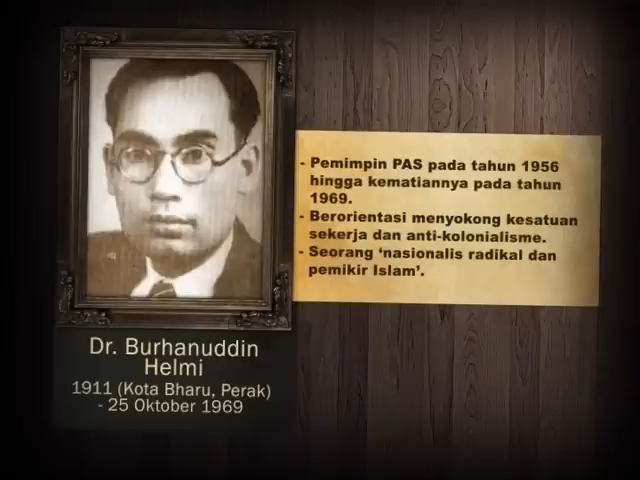 - Pemimpin PAS pada tahun 1956
hingga kematiannya pada tahun
1969.
- Berorientasi menyokong kesatuan
sekerja dan anti-kolonialisme.
- Seorang ‘nasionalis radikal dan
pemikir Islam’.
Dr. Burhanuddin
Helmi
1911 (Kota Bharu, Perak)
- 25 Oktober 1969